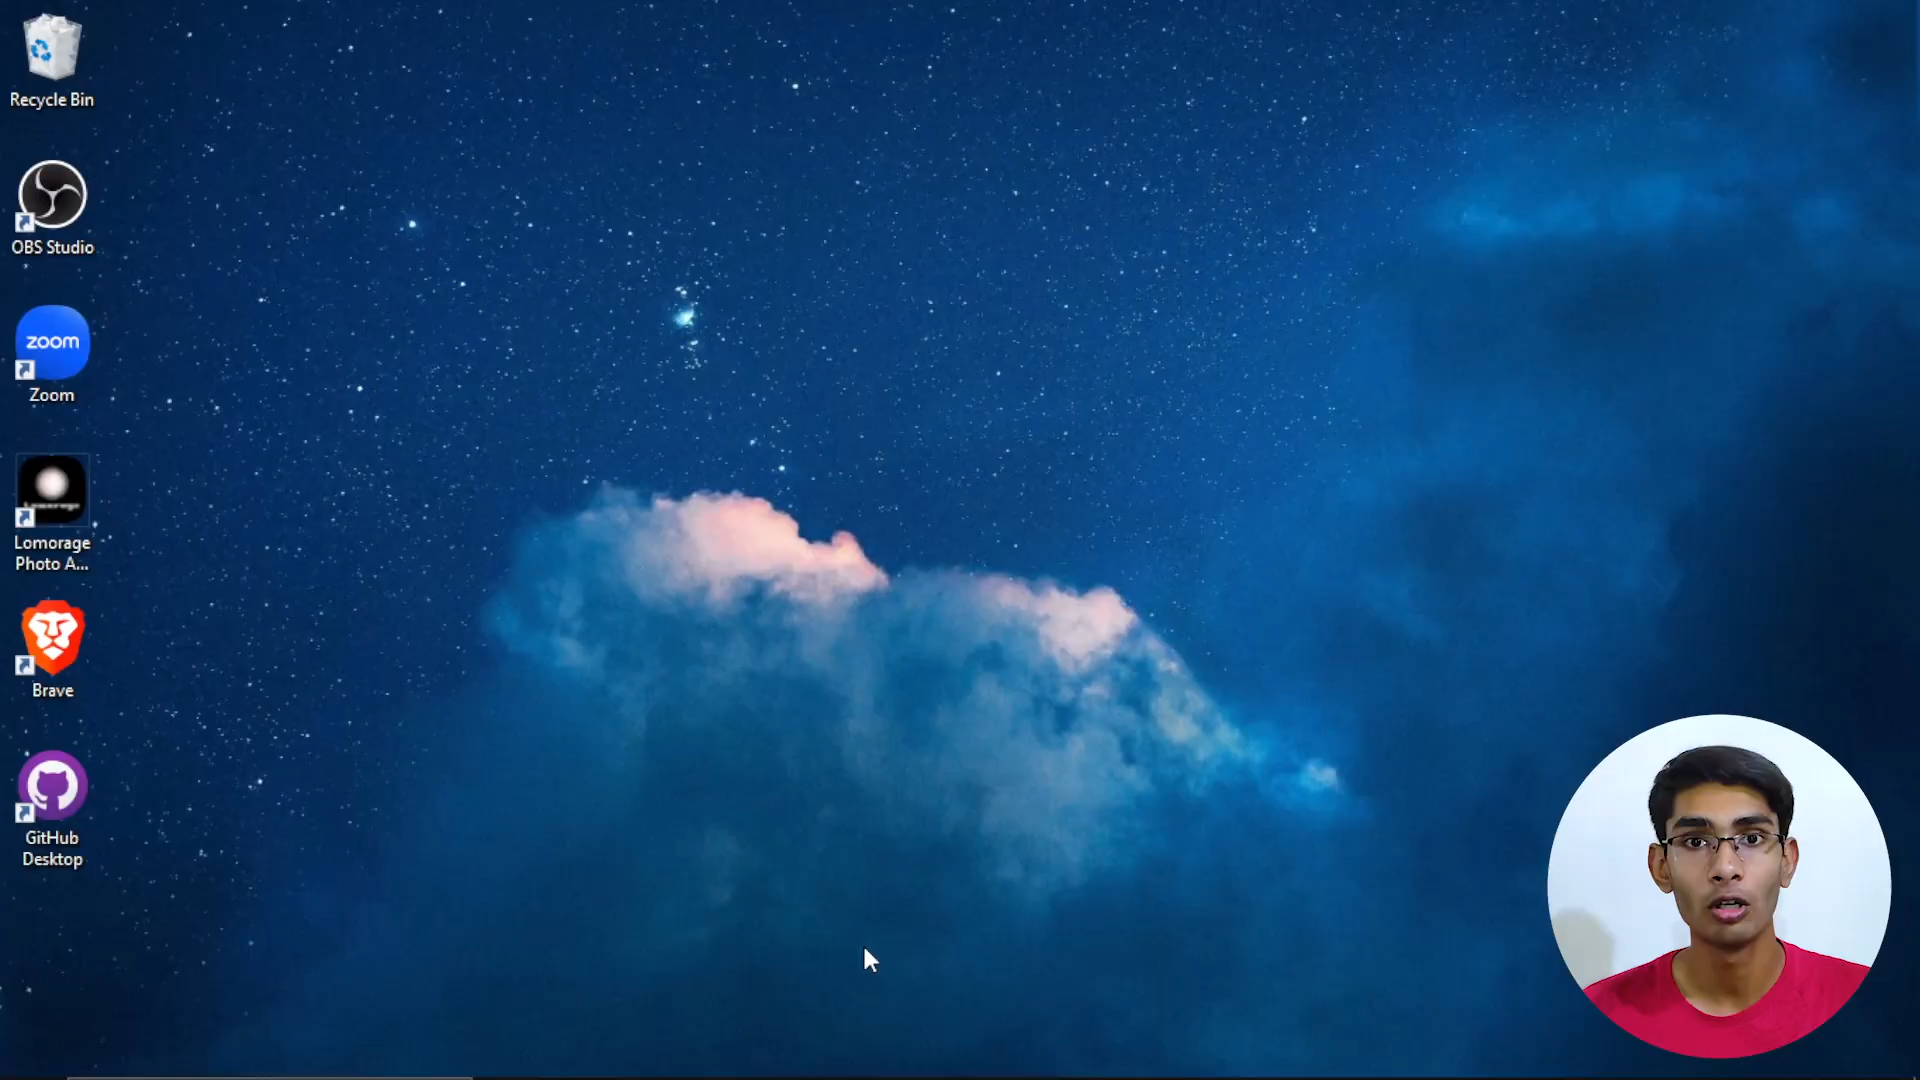 Recycle Bin
OBS Studio
zoom
Zoom
Lomorage
Photo A...
Brave
GitHub
Desktop